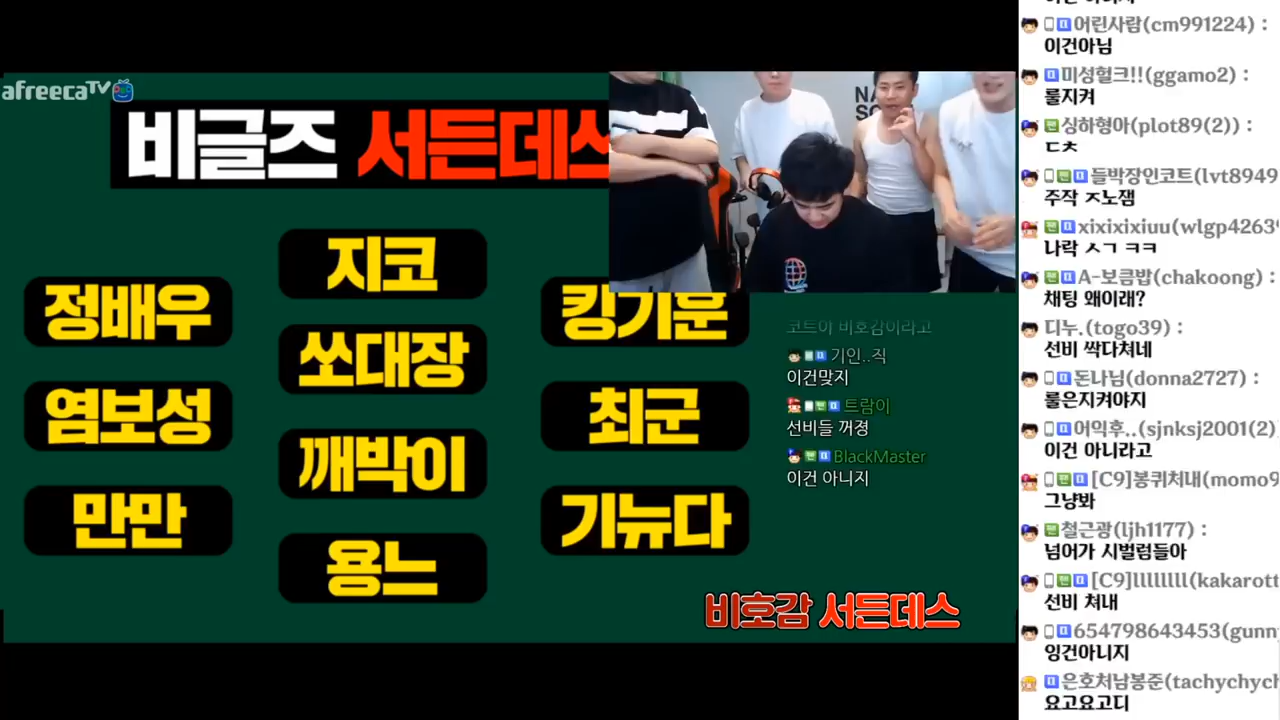 afreecaTV
비글즈 서든데스
NA
SC
지코
정배우
킹기훈
쏘대장
염보성
최군
깨박이
만만
기뉴다
용느
비호감 서든데스
코트이 비호감이라고
기인..직
이건맞지
트람이
선비들 꺼졍
BlackMaster
이건 아니지
어린사람(cm991224) :
이건아님
미성헐크!!(ggamo2) :
룰지켜
싱하형아(plot89(2)) :
ㄷㅊ
들박장인코트(lvt8949
주작 ㅈ노잼
xixixixiuu(wlgp4263
나락 ㅅㄱ ㅋㅋ
A-보큼밥(chakoong) :
채팅 왜이래?
디누.(togo39) :
선비 싹다쳐네
돈나님(donna2727) :
룰은지켜야지
어익후..(sjnksj2001(2)
이건 아니라고
[C9]봉퀴처내(momo9
그냥봐
철근광(ljh1177) :
넘어가 시벌럼들아
[C9]llllllll(kakarott
선비 쳐내
654798643453(gunn
잉건아니지
은호처남봉준(tachychyc
요고요고디